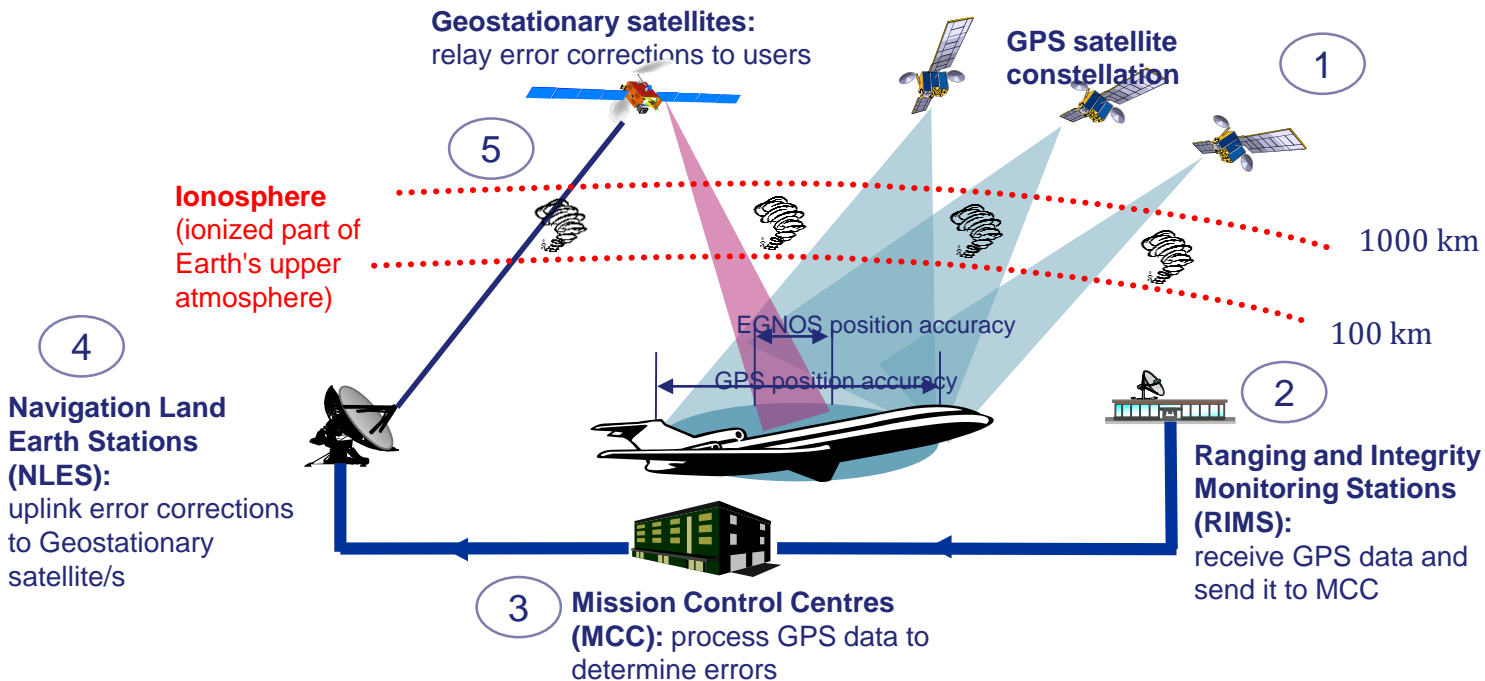 Geostationary satellites:
relay error corrections to users
GPS satellite
constellation
1
5
Ionosphere
(ionized part of
Earth's upper
atmosphere)
1000 km
100 km
EGNOS position accuracy
GPS position accuracy
4
Navigation Land
Earth Stations
(NLES):
uplink error corrections
to Geostationary
satellite/s
2
Ranging and Integrity
Monitoring Stations
(RIMS):
receive GPS data and
send it to MCC
3
Mission Control Centres
(MCC): process GPS data to
determine errors